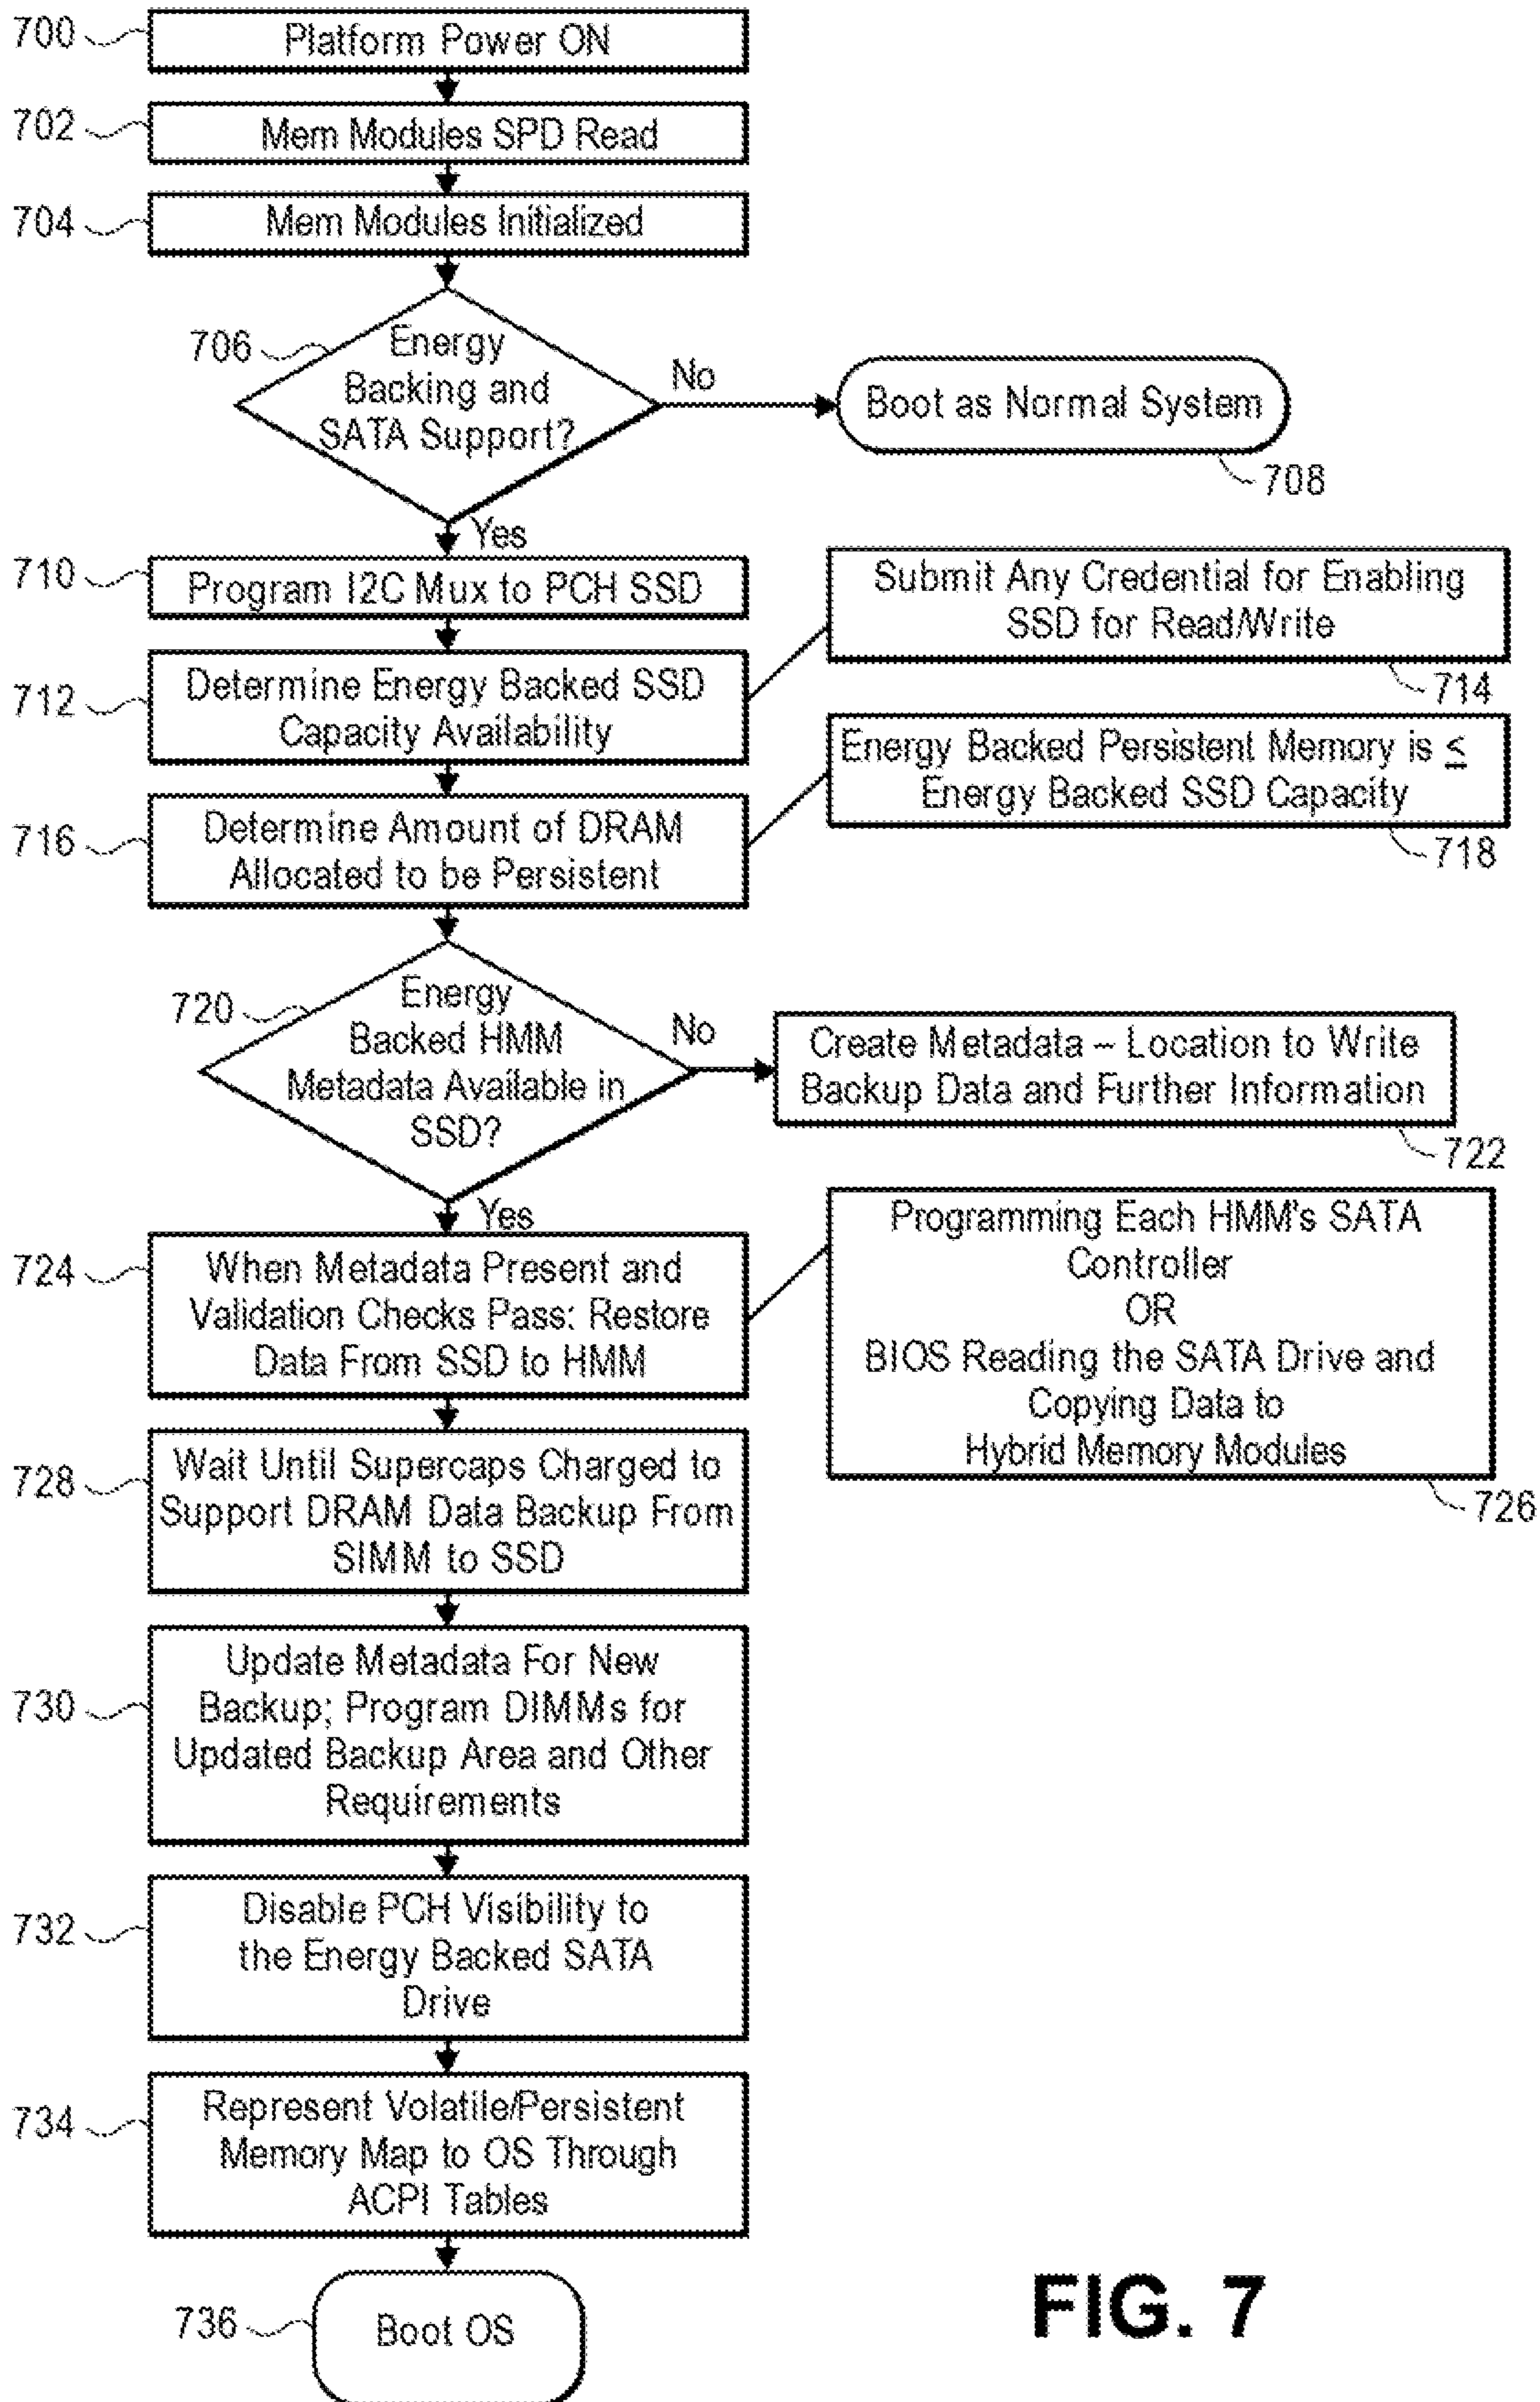 700
Platform Power ON
702
Mem Modules SPD Read
704
Mem Modules Initialized
706
Energy
Backing and
SATA Support?
No
Boot as Normal System
708
Yes
710
Program I2C Mux to PCH SSD
Submit Any Credential for Enabling
SSD for Read/Write
714
712
Determine Energy Backed SSD
Capacity Availability
Energy Backed Persistent Memory is ≤
Energy Backed SSD Capacity
718
716
Determine Amount of DRAM
Allocated to be Persistent
720
Energy
Backed HMM
Metadata Available in
SSD?
No
Create Metadata – Location to Write
Backup Data and Further Information
722
Yes
724
When Metadata Present and
Validation Checks Pass: Restore
Data From SSD to HMM
Programming Each HMM's SATA
Controller
OR
BIOS Reading the SATA Drive and
Copying Data to
Hybrid Memory Modules
726
728
Wait Until Supercaps Charged to
Support DRAM Data Backup From
SIMM to SSD
730
Update Metadata For New
Backup; Program DIMMs for
Updated Backup Area and Other
Requirements
732
Disable PCH Visibility to
the Energy Backed SATA
Drive
734
Represent Volatile/Persistent
Memory Map to OS Through
ACPI Tables
736
Boot OS
FIG. 7